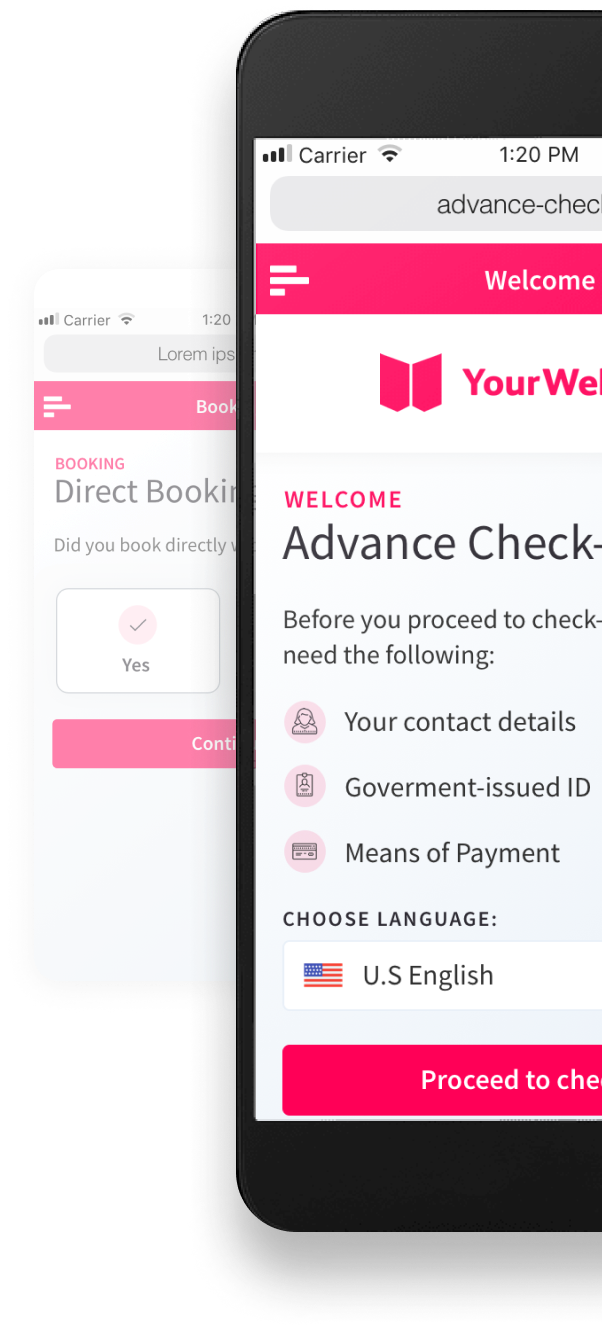 Carrier 1:20 PM
advance-chec
Welcome
YourWel
WELCOME
Advance Check-
Before you proceed to check-
need the following:
Your contact details
Goverment-issued ID
Means of Payment
CHOOSE LANGUAGE:
U.S English
Proceed to che
Carrier 1:20
Lorem ips
Book
BOOKING
Direct Bookin
Did you book directly w
Yes
Conti